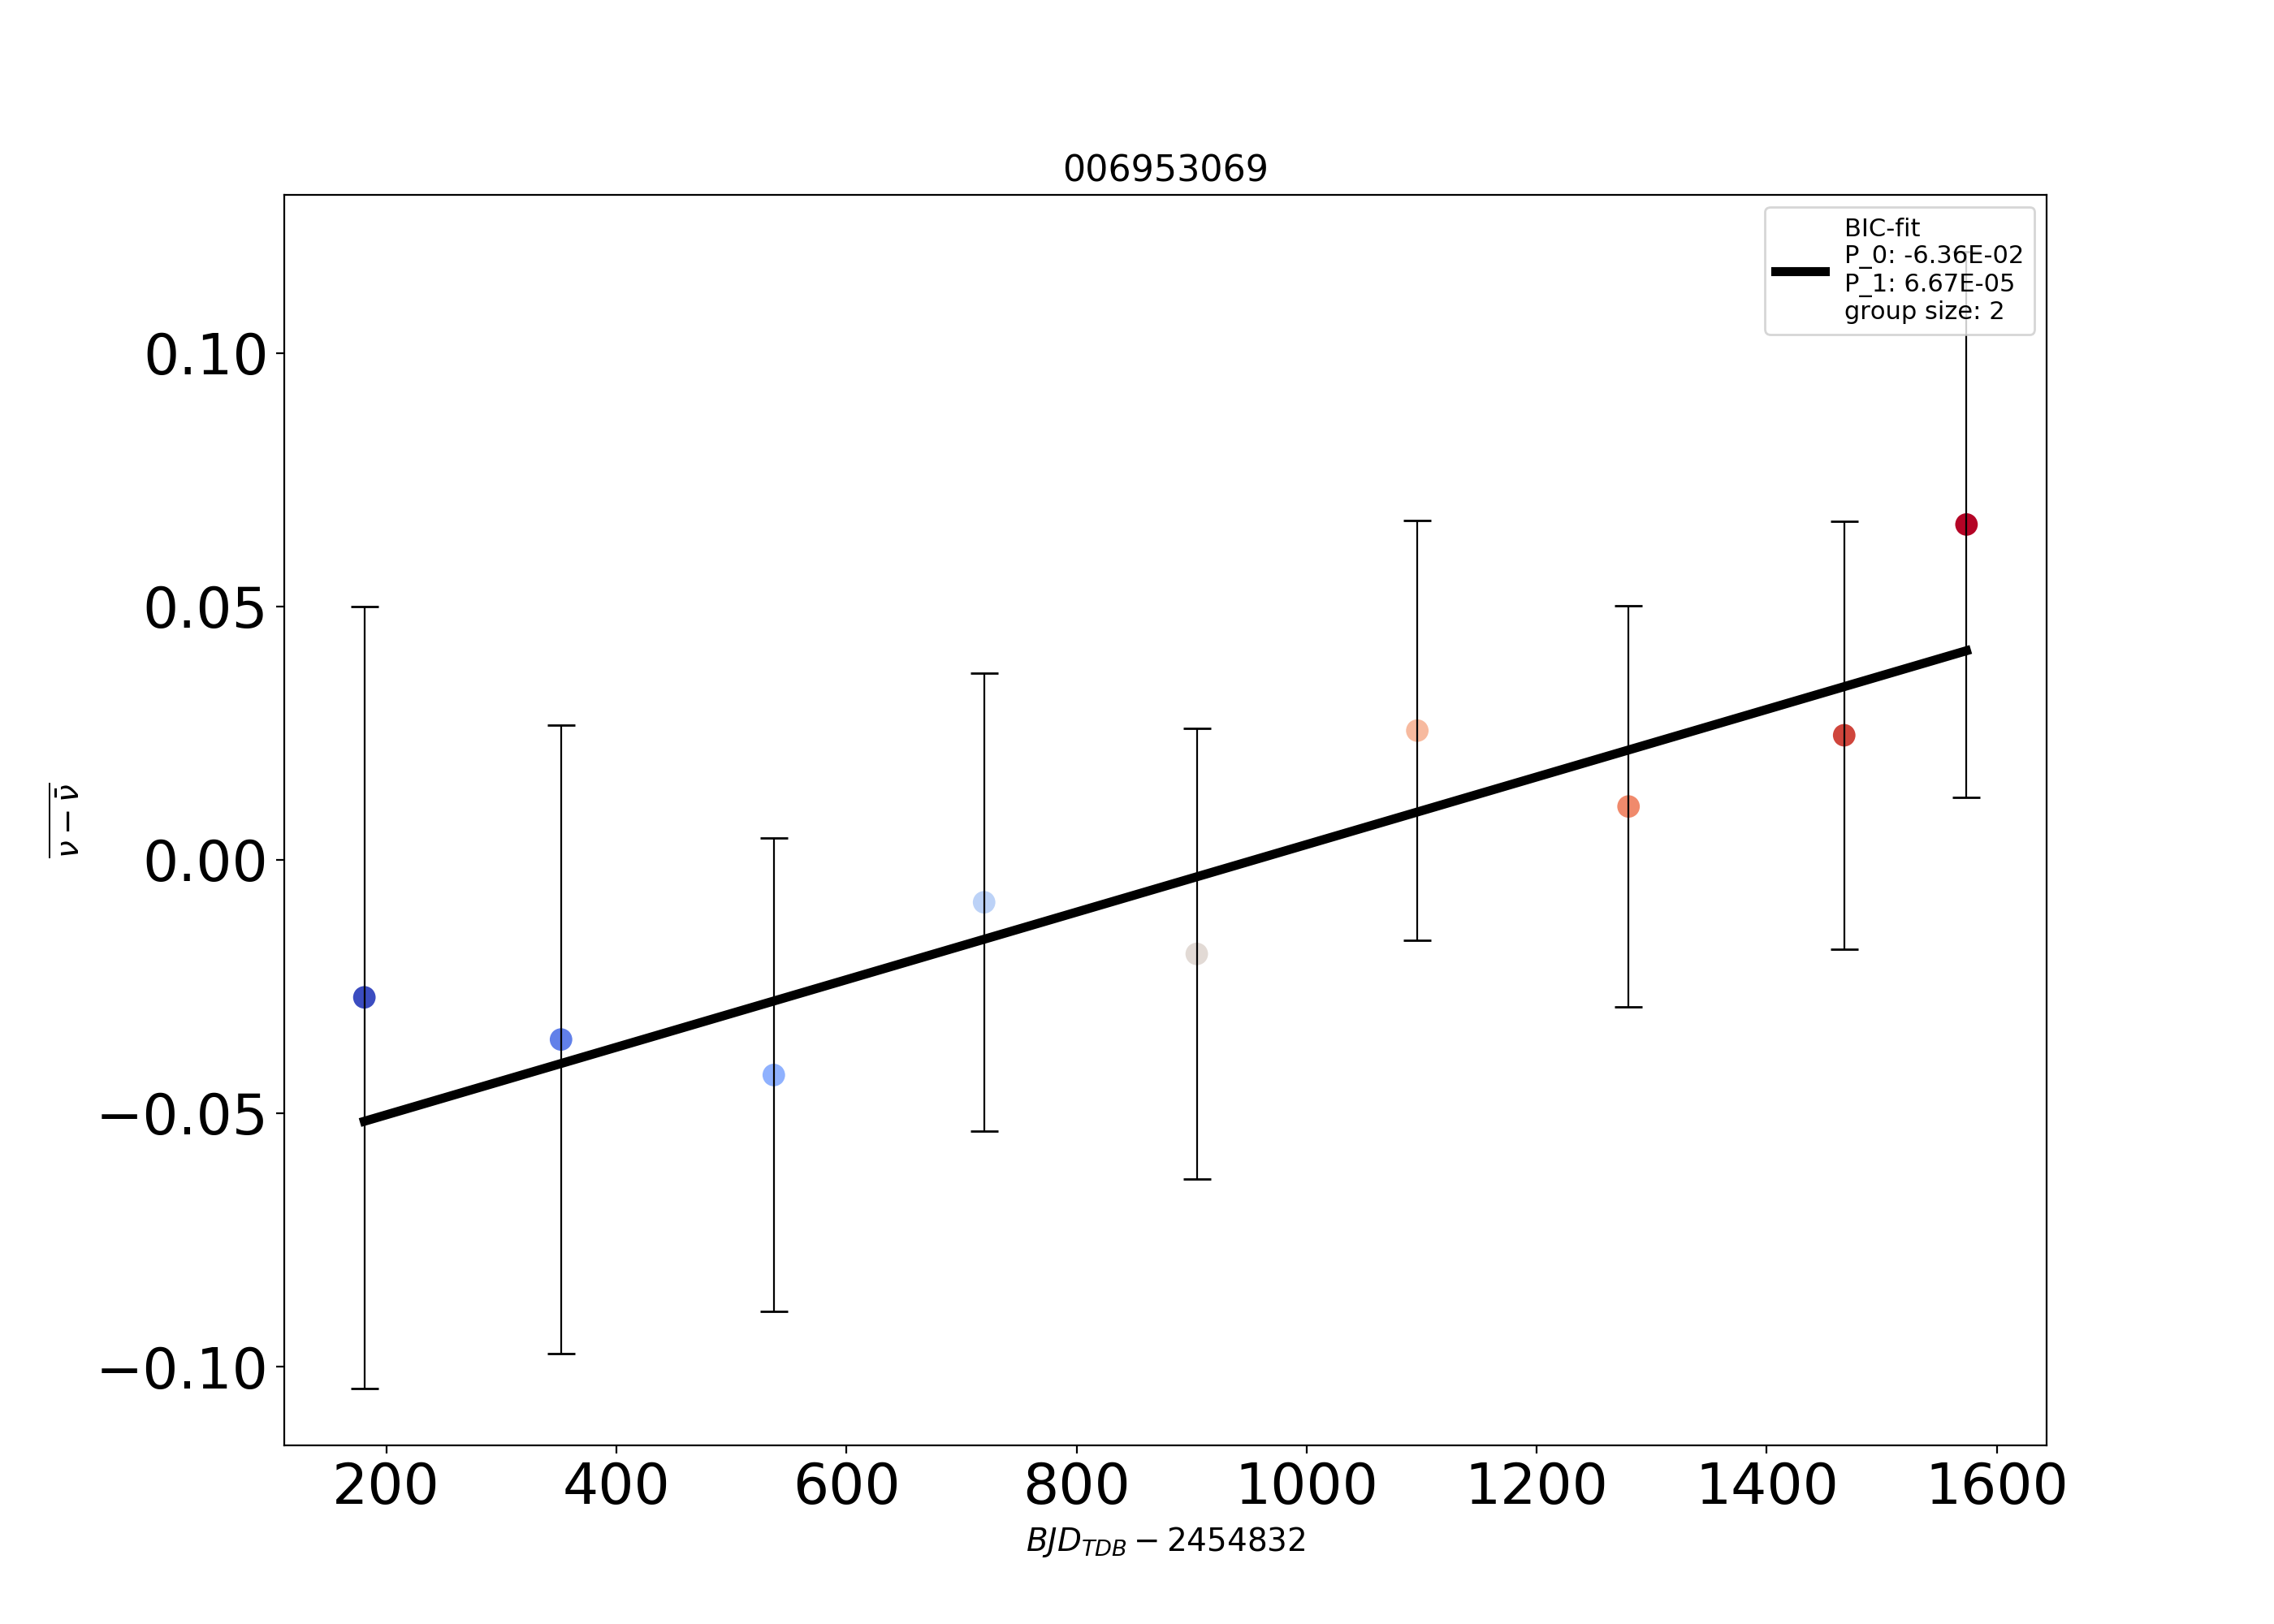 006953069
BIC-fit
P_0: -6.36E-02
P_1: 6.67E-05
group size: 2
0.10
0.05
0.00
−0.05
−0.10
ν − ν̄
200 400 600 800 1000 1200 1400 1600
BJD_TDB − 2454832